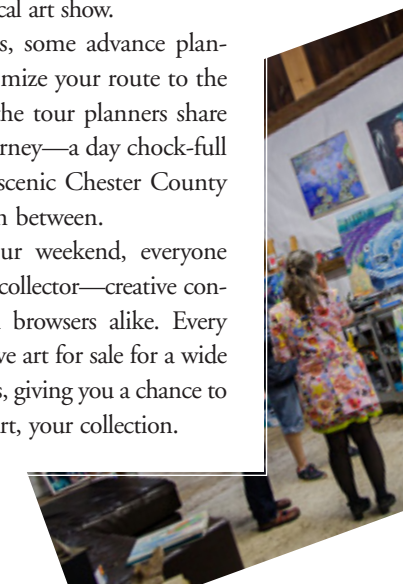 cal art show.
s, some advance plan-
mize your route to the
he tour planners share
rney—a day chock-full
scenic Chester County
n between.
ur weekend, everyone
collector—creative con-
browsers alike. Every
ve art for sale for a wide
s, giving you a chance to
rt, your collection.